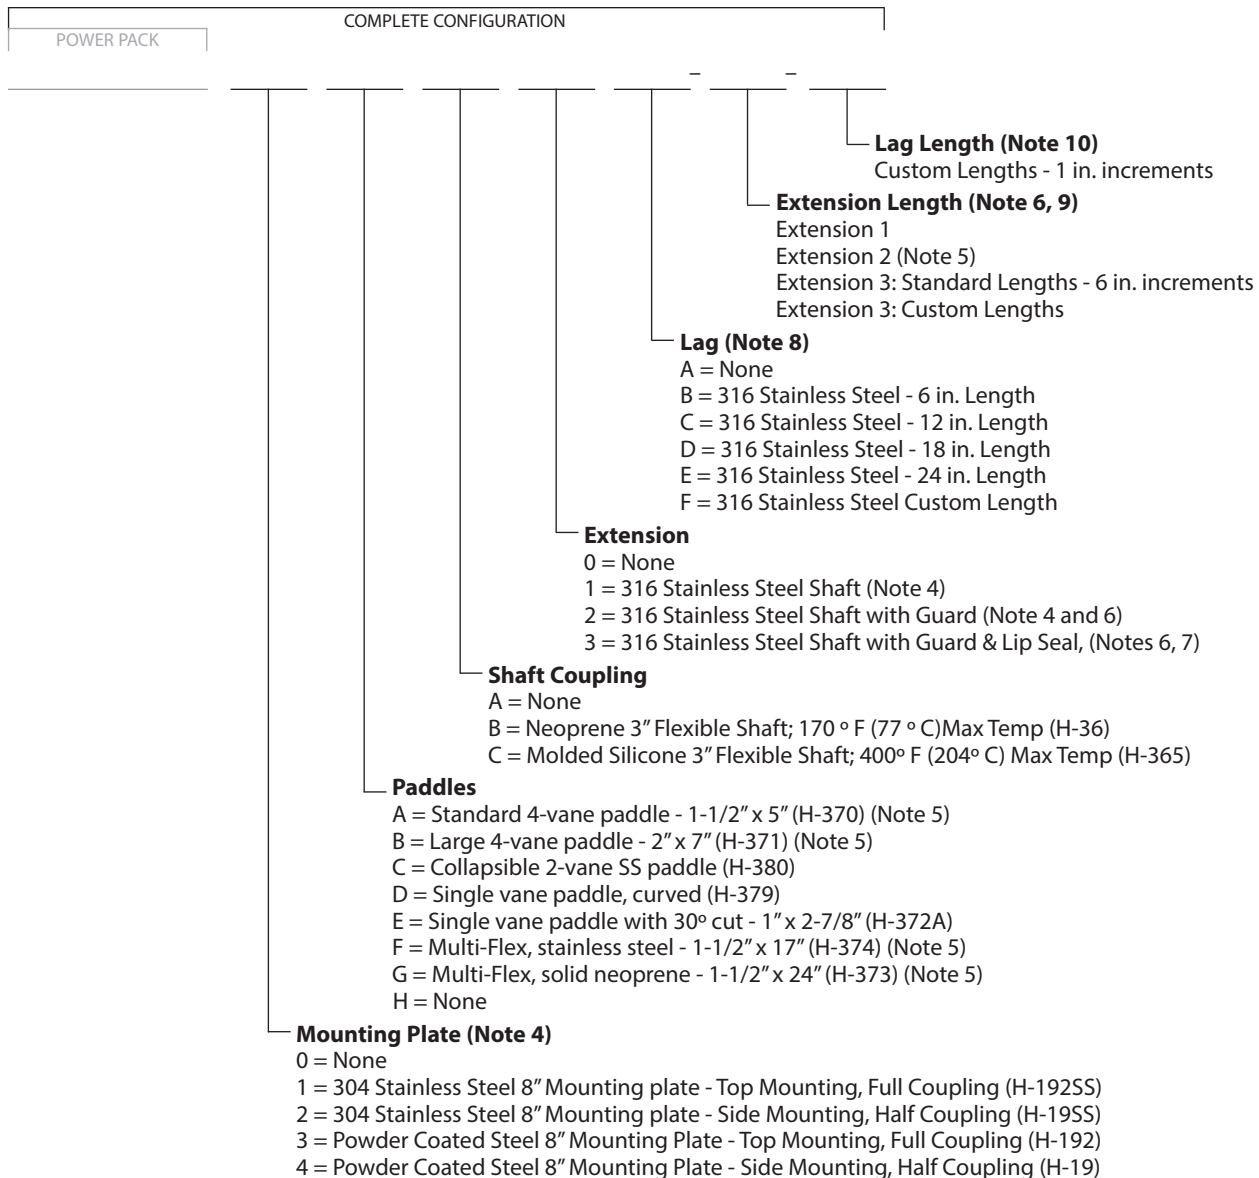 COMPLETE CONFIGURATION
POWER PACK
– –
Lag Length (Note 10)
Custom Lengths - 1 in. increments
Extension Length (Note 6, 9)
Extension 1
Extension 2 (Note 5)
Extension 3: Standard Lengths - 6 in. increments
Extension 3: Custom Lengths
Lag (Note 8)
A = None
B = 316 Stainless Steel - 6 in. Length
C = 316 Stainless Steel - 12 in. Length
D = 316 Stainless Steel - 18 in. Length
E = 316 Stainless Steel - 24 in. Length
F = 316 Stainless Steel Custom Length
Extension
0 = None
1 = 316 Stainless Steel Shaft (Note 4)
2 = 316 Stainless Steel Shaft with Guard (Note 4 and 6)
3 = 316 Stainless Steel Shaft with Guard & Lip Seal, (Notes 6, 7)
Shaft Coupling
A = None
B = Neoprene 3” Flexible Shaft; 170 º F (77 º C)Max Temp (H-36)
C = Molded Silicone 3” Flexible Shaft; 400º F (204º C) Max Temp (H-365)
Paddles
A = Standard 4-vane paddle - 1-1/2” x 5” (H-370) (Note 5)
B = Large 4-vane paddle - 2” x 7” (H-371) (Note 5)
C = Collapsible 2-vane SS paddle (H-380)
D = Single vane paddle, curved (H-379)
E = Single vane paddle with 30º cut - 1” x 2-7/8” (H-372A)
F = Multi-Flex, stainless steel - 1-1/2” x 17” (H-374) (Note 5)
G = Multi-Flex, solid neoprene - 1-1/2” x 24” (H-373) (Note 5)
H = None
Mounting Plate (Note 4)
0 = None
1 = 304 Stainless Steel 8” Mounting plate - Top Mounting, Full Coupling (H-192SS)
2 = 304 Stainless Steel 8” Mounting plate - Side Mounting, Half Coupling (H-19SS)
3 = Powder Coated Steel 8” Mounting Plate - Top Mounting, Full Coupling (H-192)
4 = Powder Coated Steel 8” Mounting Plate - Side Mounting, Half Coupling (H-19)